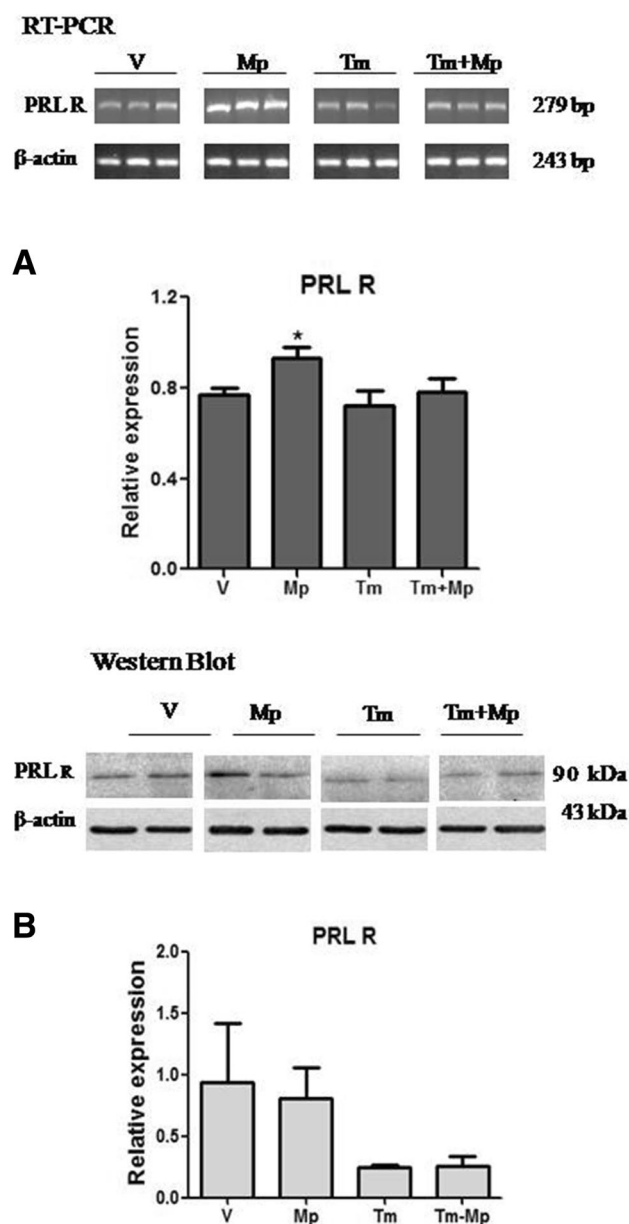 RT-PCR
V Mp Tm Tm+Mp
PRL R 279 bp
β-actin 243 bp
A
PRL R
Relative expression
1.2
0.8
0.4
0.0
*
V Mp Tm Tm+Mp
Western Blot
V Mp Tm Tm+Mp
PRL R 90 kDa
β-actin 43 kDa
B
PRL R
Relative expression
2.0
1.5
1.0
0.5
0.0
V Mp Tm Tm-Mp